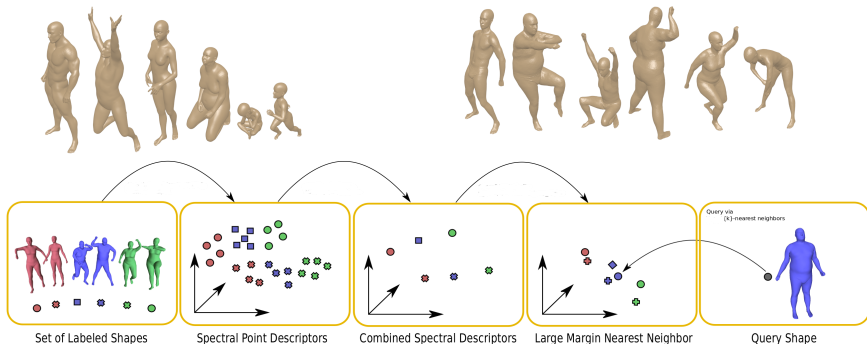 Query via
{k}-nearest neighbors
Set of Labeled Shapes
Spectral Point Descriptors
Combined Spectral Descriptors
Large Margin Nearest Neighbor
Query Shape